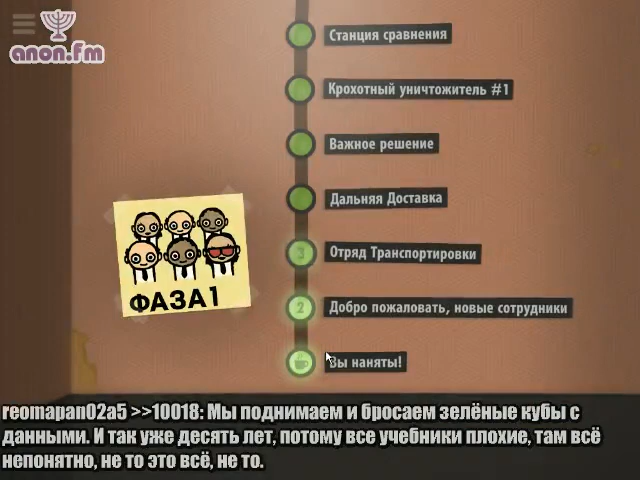 anon.fm
Станция сравнения
Крохотный уничтожитель #1
Важное решение
Дальняя Доставка
3
Отряд Транспортировки
2
Добро пожаловать, новые сотрудники
Вы наняты!
ФАЗА1
reomapan02a5 >>10018: Мы поднимаем и бросаем зелёные кубы с
данными. И так уже десять лет, потому все учебники плохие, там всё
непонятно, не то это всё, не то.